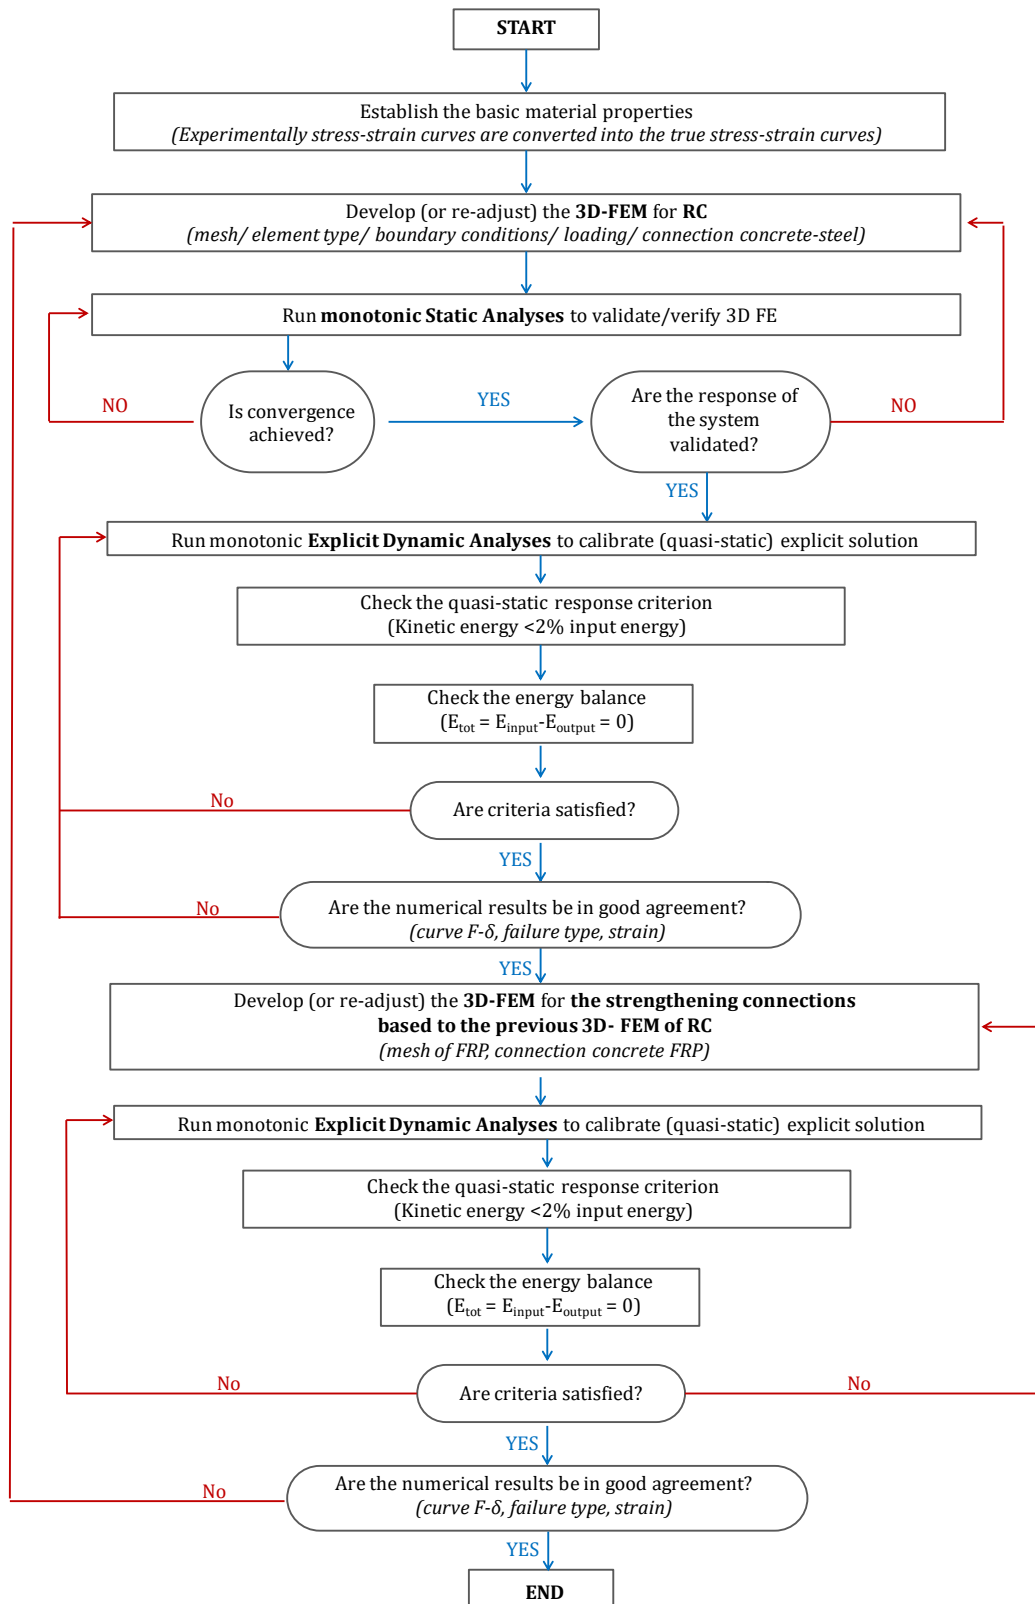 START
Establish the basic material properties
(Experimentally stress-strain curves are converted into the true stress-strain curves)
Develop (or re-adjust) the 3D-FEM for RC
(mesh/ element type/ boundary conditions/ loading/ connection concrete-steel)
Run monotonic Static Analyses to validate/verify 3D FE
NO
Is convergence
achieved?
YES
Are the response of
the system
validated?
NO
YES
Run monotonic Explicit Dynamic Analyses to calibrate (quasi-static) explicit solution
Check the quasi-static response criterion
(Kinetic energy <2% input energy)
Check the energy balance
(Etot = Einput-Eoutput = 0)
No
Are criteria satisfied?
YES
No
Are the numerical results be in good agreement?
(curve F-δ, failure type, strain)
YES
Develop (or re-adjust) the 3D-FEM for the strengthening connections
based to the previous 3D- FEM of RC
(mesh of FRP, connection concrete FRP)
Run monotonic Explicit Dynamic Analyses to calibrate (quasi-static) explicit solution
Check the quasi-static response criterion
(Kinetic energy <2% input energy)
Check the energy balance
(Etot = Einput-Eoutput = 0)
No
Are criteria satisfied?
No
YES
No
Are the numerical results be in good agreement?
(curve F-δ, failure type, strain)
YES
END